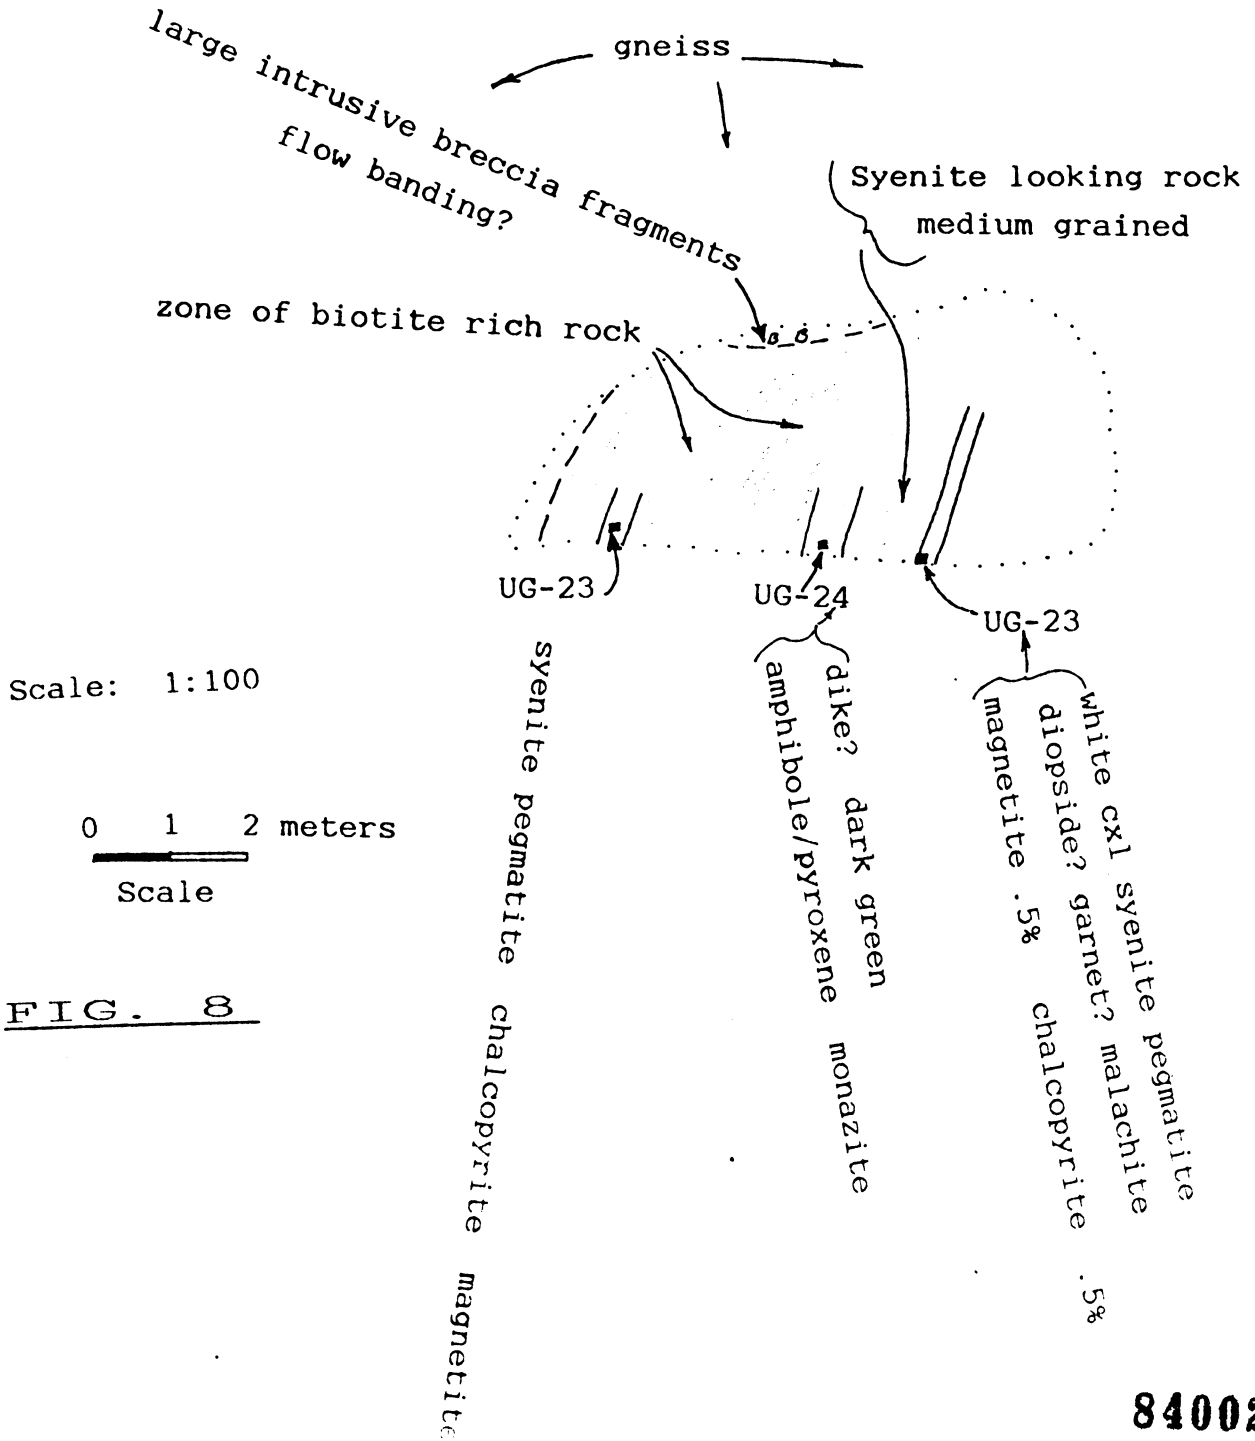 large intrusive breccia fragments
flow banding?
gneiss
Syenite looking rock
medium grained
zone of biotite rich rock
B B
UG-23
UG-24
UG-23
syenite pegmatite chalcopyrite magnetite
dike? dark green
amphibole/pyroxene monazite
white cxl syenite pegmatite
diopside? garnet? malachite
magnetite .5% chalcopyrite .5%
Scale: 1:100
0 1 2 meters
Scale
FIG. 8
84002